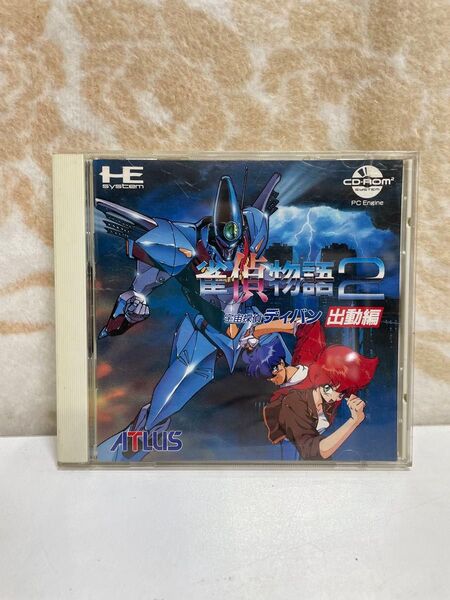 HE
system
CD-ROM²
SYSTEM
PC Engine
雀偵物語2
宇宙探偵ディバン 出動編
ATLUS